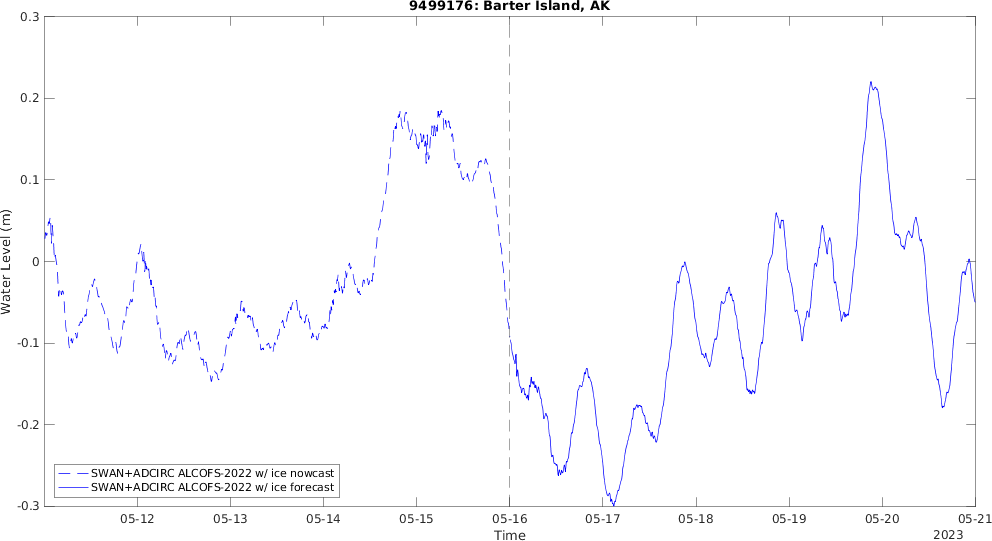 9499176: Barter Island, AK
0.3
0.2
0.1
0
-0.1
-0.2
-0.3
Water Level (m)
SWAN+ADCIRC ALCOFS-2022 w/ ice nowcast
SWAN+ADCIRC ALCOFS-2022 w/ ice forecast
05-12 05-13 05-14 05-15 05-16 05-17 05-18 05-19 05-20 05-21
Time
2023